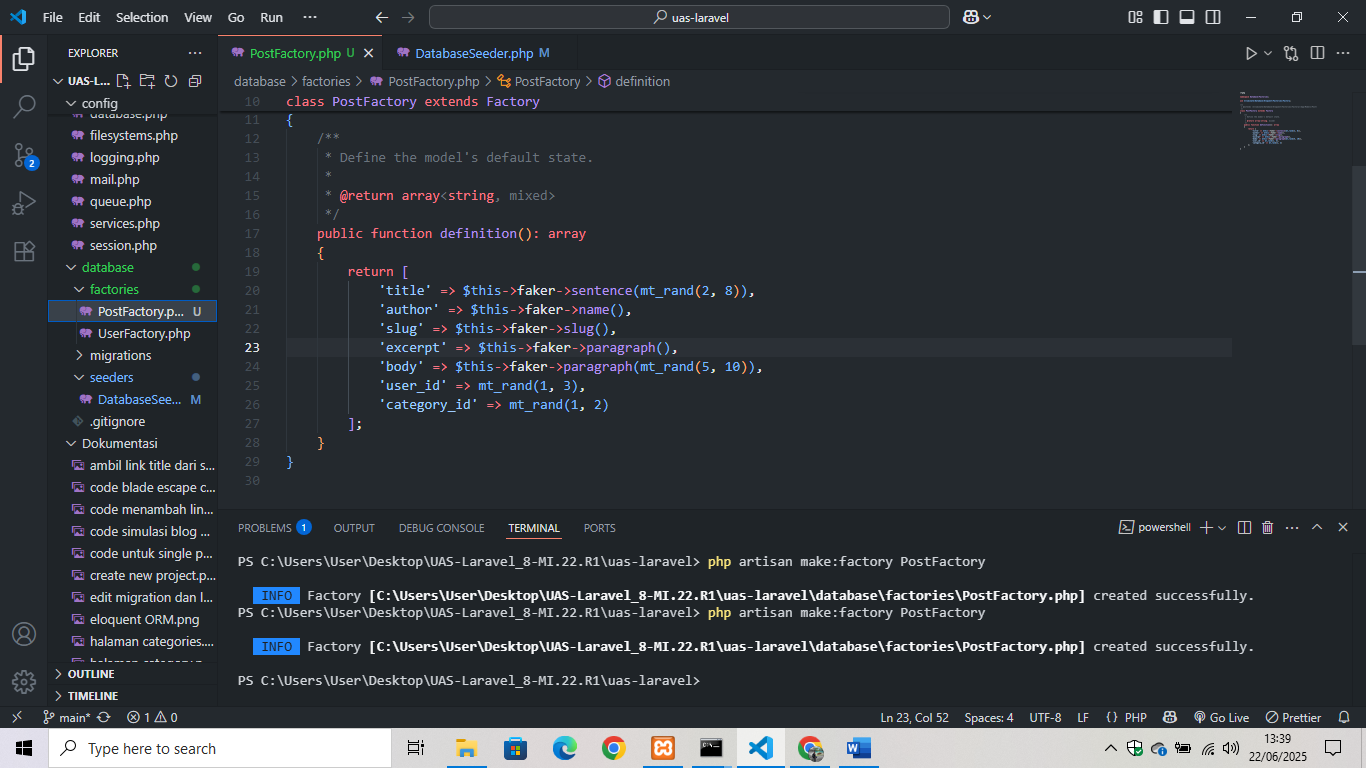 File Edit Selection View Go Run ··· uas-laravel
EXPLORER ···
UAS-L...
config
database.php
filesystems.php
logging.php
mail.php
queue.php
services.php
session.php
database
factories
PostFactory.p... U
UserFactory.php
migrations
seeders
DatabaseSee... M
.gitignore
Dokumentasi
ambil link title dari s...
code blade escape c...
code menambah lin...
code simulasi blog ...
code untuk single p...
create new project.p...
edit migration dan l...
eloquent ORM.png
halaman categories....
OUTLINE
TIMELINE
2
PostFactory.php U
DatabaseSeeder.php M
database > factories > PostFactory.php > PostFactory > definition
10 class PostFactory extends Factory
11 {
12 /**
13 * Define the model's default state.
14 *
15 * @return array<string, mixed>
16 */
17 public function definition(): array
18 {
19 return [
20 'title' => $this->faker->sentence(mt_rand(2, 8)),
21 'author' => $this->faker->name(),
22 'slug' => $this->faker->slug(),
23 'excerpt' => $this->faker->paragraph(),
24 'body' => $this->faker->paragraph(mt_rand(5, 10)),
25 'user_id' => mt_rand(1, 3),
26 'category_id' => mt_rand(1, 2)
27 ];
28 }
29 }
30
PROBLEMS 1 OUTPUT DEBUG CONSOLE TERMINAL PORTS powershell
PS C:\Users\User\Desktop\UAS-Laravel_8-MI.22.R1\uas-laravel> php artisan make:factory PostFactory
INFO Factory [C:\Users\User\Desktop\UAS-Laravel_8-MI.22.R1\uas-laravel\database\factories\PostFactory.php] created successfully.
PS C:\Users\User\Desktop\UAS-Laravel_8-MI.22.R1\uas-laravel> php artisan make:factory PostFactory
INFO Factory [C:\Users\User\Desktop\UAS-Laravel_8-MI.22.R1\uas-laravel\database\factories\PostFactory.php] created successfully.
PS C:\Users\User\Desktop\UAS-Laravel_8-MI.22.R1\uas-laravel>
main* 1 0 Ln 23, Col 52 Spaces: 4 UTF-8 LF {} PHP Go Live Prettier
Type here to search
13:39
22/06/2025